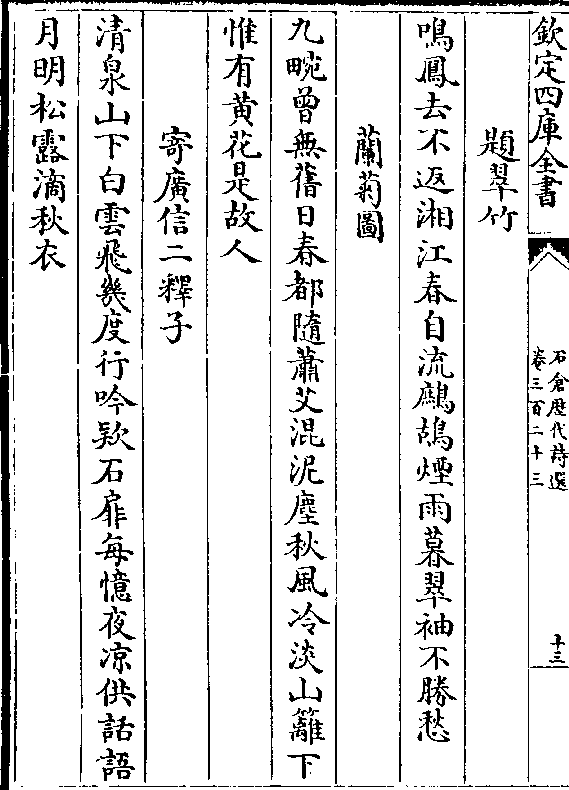 欽定四庫全書
石倉歷代詩選
卷三百二十三
十三
題翠竹
鳴鳳去不返湘江春自流鷓鴣煙雨暮翠袖不勝愁
蘭菊圖
九畹曾無舊日春都隨蕭艾混泥塵秋風冷淡山籬下
惟有黄花是故人
寄廣信二釋子
清泉山下白雲飛幾度行吟欵石扉每憶夜凉供話語
月明松露滴秋衣